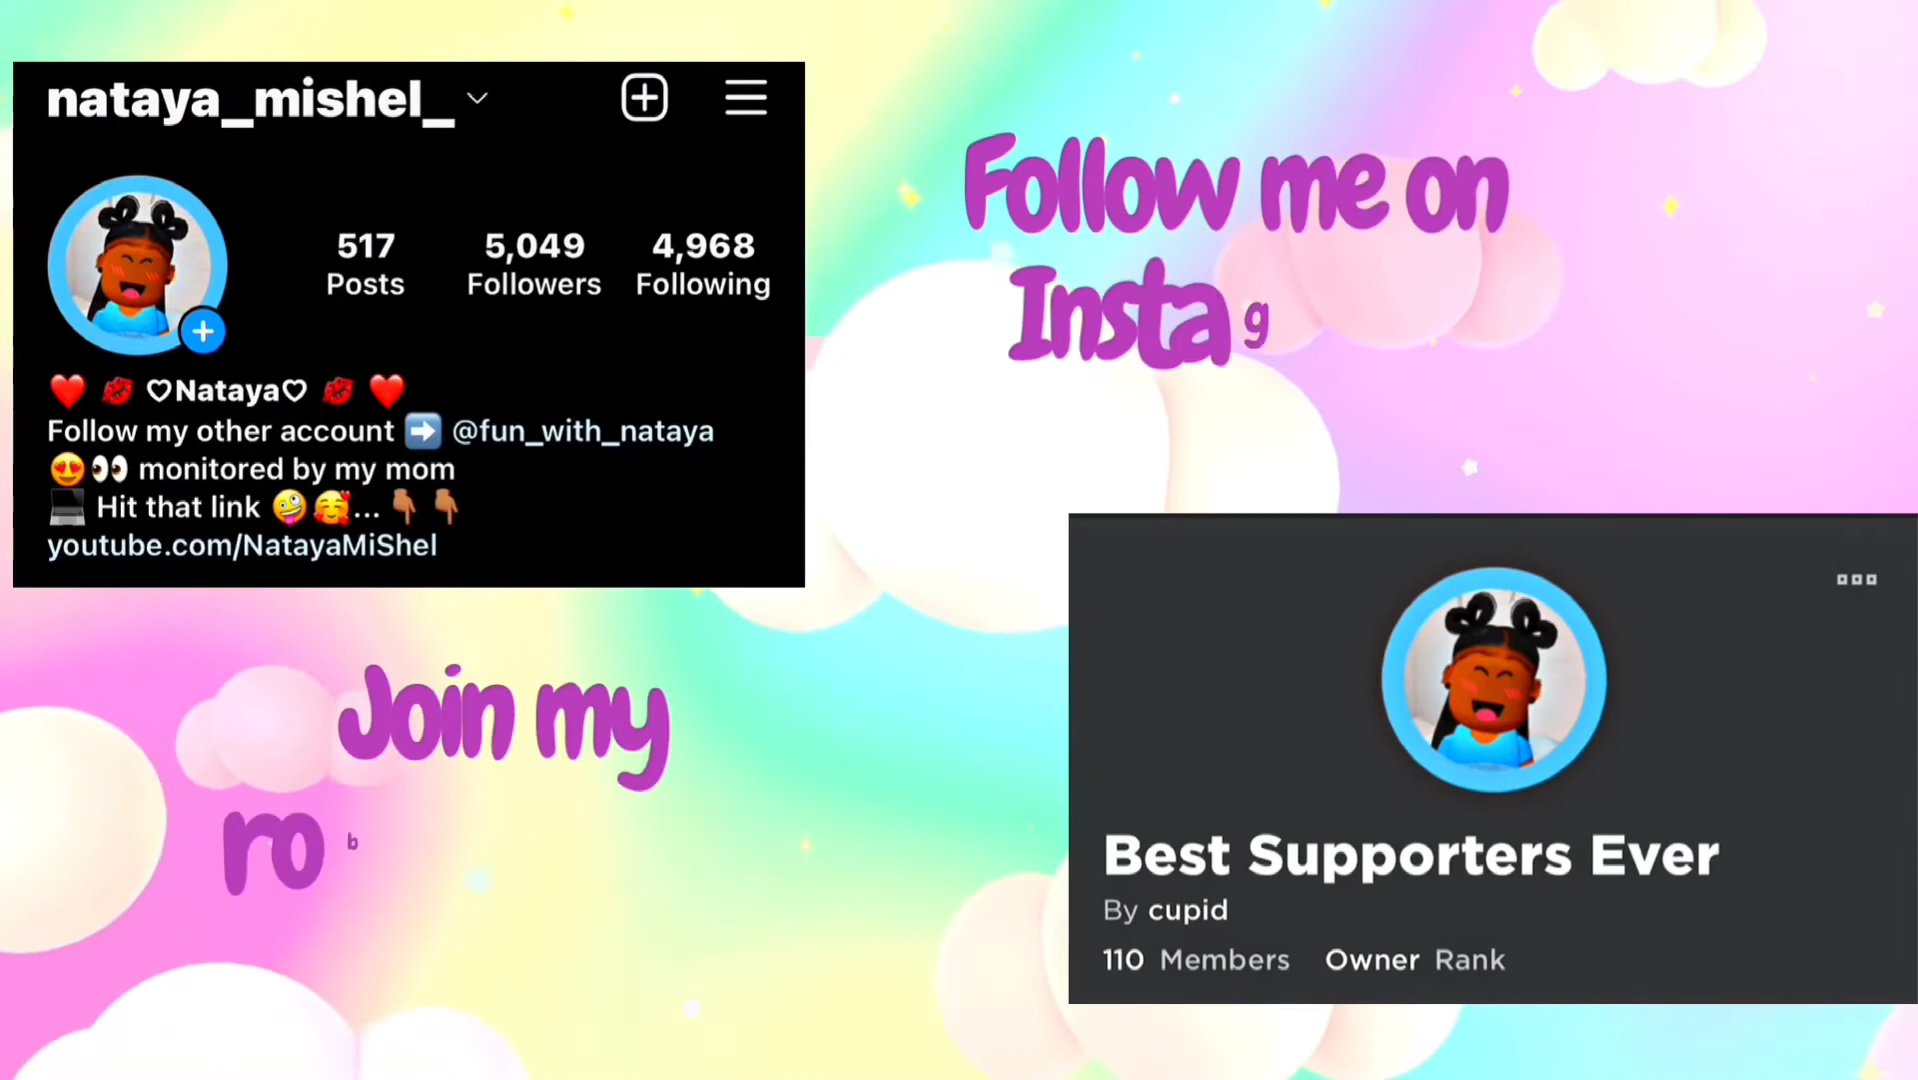 nataya_mishel_
517 5,049 4,968
Posts Followers Following
❤️ 💋 ♡Nataya♡ 💋 ❤️
Follow my other account ➡️ @fun_with_nataya
😍👀 monitored by my mom
💻 Hit that link 🤪🥰... 👇🏾👇🏾
youtube.com/NatayaMiShel
Follow me on
Instag
Join my
rob
Best Supporters Ever
By cupid
110 Members Owner Rank